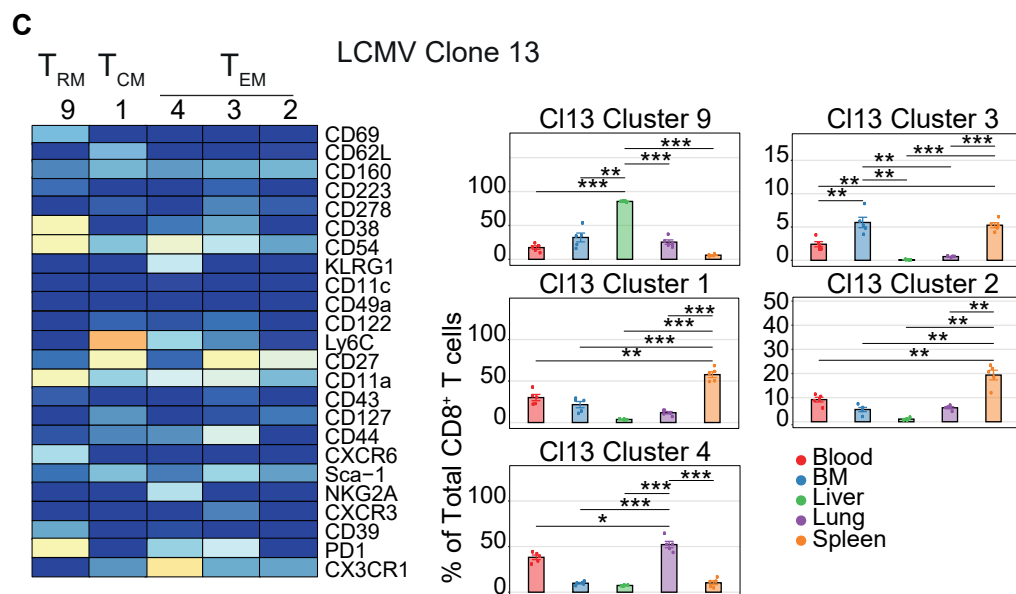 C
LCMV Clone 13
T_RM T_CM T_EM
9 1 4 3 2
CD69
CD62L
CD160
CD223
CD278
CD38
CD54
KLRG1
CD11c
CD49a
CD122
Ly6C
CD27
CD11a
CD43
CD127
CD44
CXCR6
Sca−1
NKG2A
CXCR3
CD39
PD1
CX3CR1
% of Total CD8⁺ T cells
Cl13 Cluster 9
***
***
**
***
100
50
0
Cl13 Cluster 3
***
***
**
**
**
**
15
10
5
0
Cl13 Cluster 1
***
***
***
**
100
50
0
Cl13 Cluster 2
**
**
**
**
50
40
30
20
10
0
Cl13 Cluster 4
***
***
***
*
100
50
0
Blood
BM
Liver
Lung
Spleen